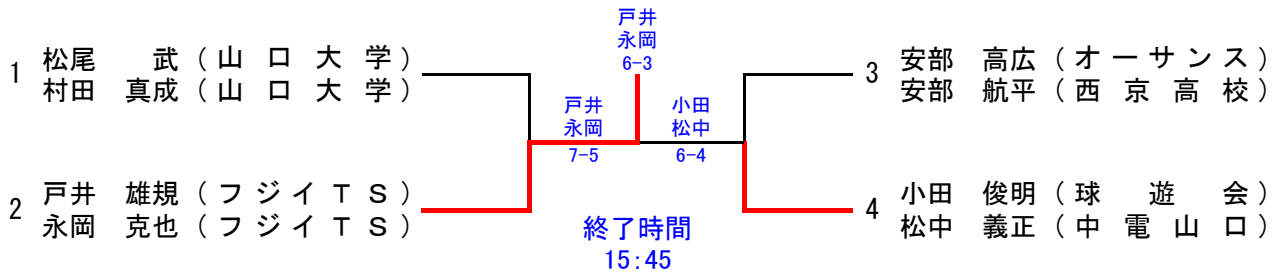 戸井
永岡
6-3
1 松尾 武(山口大学)
村田 真成(山口大学)
3 安部 高広(オーサンス)
安部 航平(西京高校)
戸井
永岡
7-5
小田
松中
6-4
2 戸井 雄規(フジイTS)
永岡 克也(フジイTS)
4 小田 俊明(球遊会)
松中 義正(中電山口)
終了時間
15:45